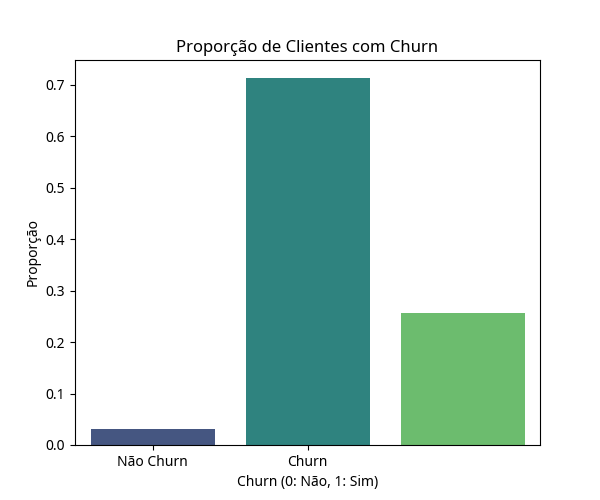 Proporção de Clientes com Churn
0.7
0.6
0.5
0.4
0.3
0.2
0.1
0.0
Proporção
Não Churn
Churn
Churn (0: Não, 1: Sim)